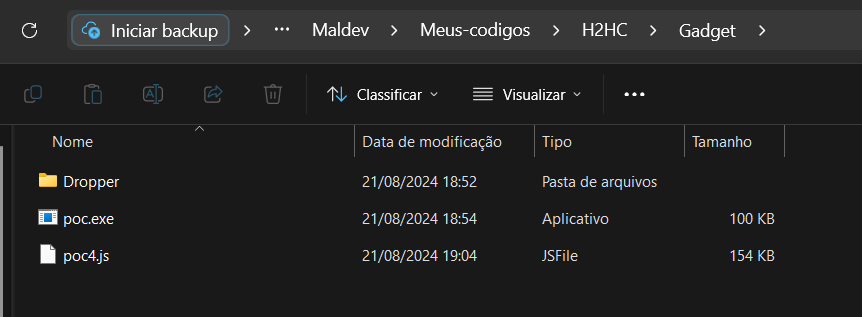 Iniciar backup > ... Maldev > Meus-codigos > H2HC > Gadget >
Classificar Visualizar ...
Nome Data de modificação Tipo Tamanho
Dropper 21/08/2024 18:52 Pasta de arquivos
poc.exe 21/08/2024 18:54 Aplicativo 100 KB
poc4.js 21/08/2024 19:04 JSFile 154 KB